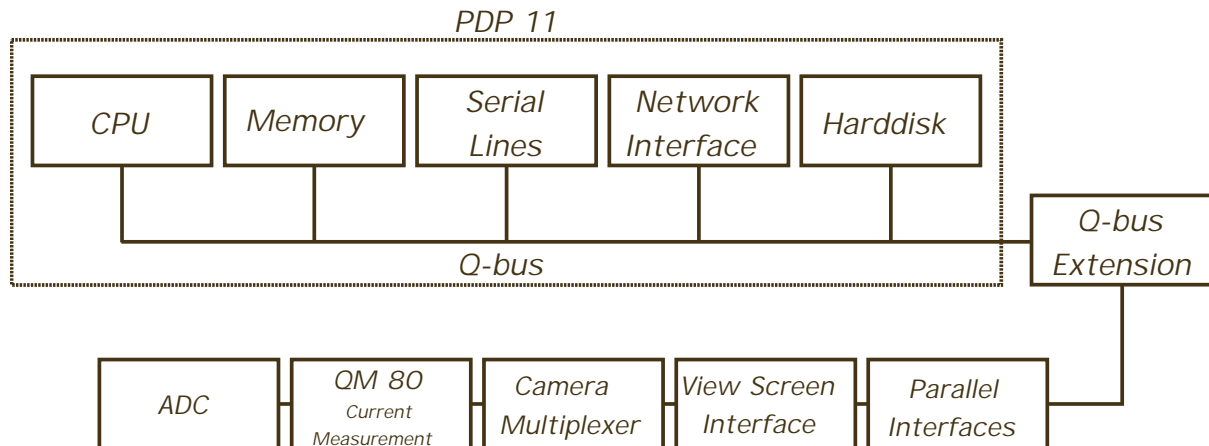 PDP 11
CPU
Memory
Serial
Lines
Network
Interface
Harddisk
Q-bus
Q-bus
Extension
ADC
QM 80
Current
Measurement
Camera
Multiplexer
View Screen
Interface
Parallel
Interfaces